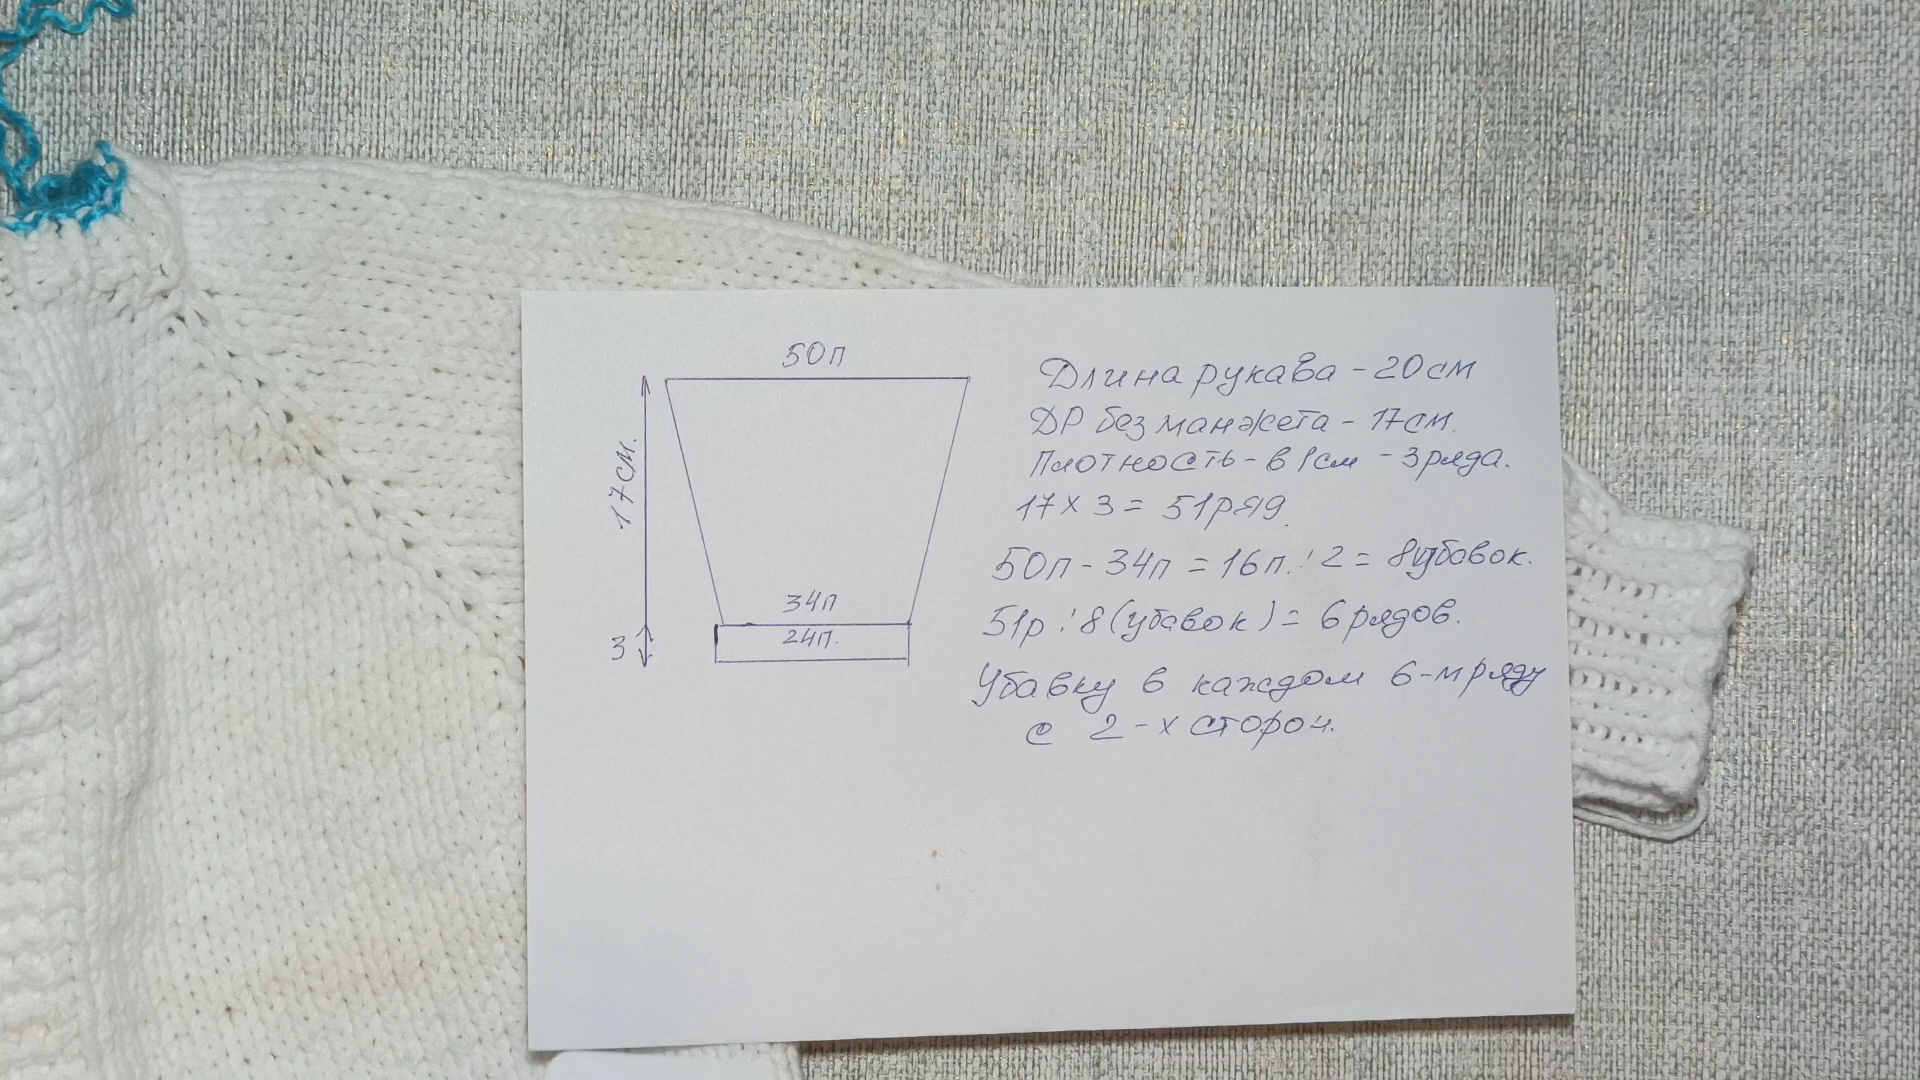 50п
17см.
34п
24п.
3
Длина рукава - 20см
ДР без манжета - 17см.
Плотность - в 1см - 3ряда.
17 х 3 = 51ряд.
50п - 34п = 16п. : 2 = 8убавок.
51р : 8 (убавок) = 6рядов.
Убавку в каждом 6-м ряду
с 2-х сторон.